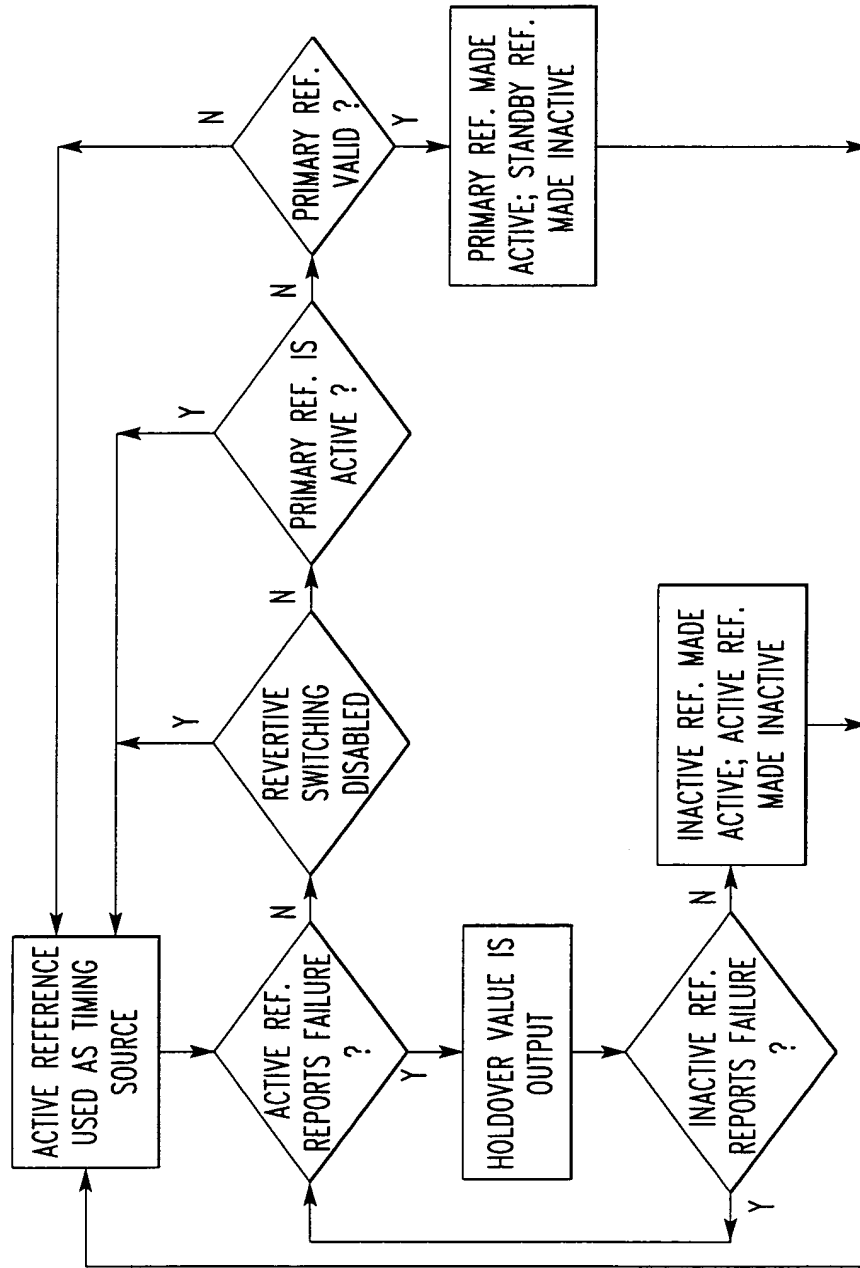 ACTIVE REFERENCE
USED AS TIMING
SOURCE
ACTIVE REF.
REPORTS FAILURE
?
N
Y
REVERTIVE
SWITCHING
DISABLED
Y
N
PRIMARY REF. IS
ACTIVE ?
Y
N
PRIMARY REF.
VALID ?
N
Y
PRIMARY REF. MADE
ACTIVE; STANDBY REF.
MADE INACTIVE
HOLDOVER VALUE IS
OUTPUT
INACTIVE REF.
REPORTS FAILURE
?
Y
N
INACTIVE REF. MADE
ACTIVE; ACTIVE REF.
MADE INACTIVE